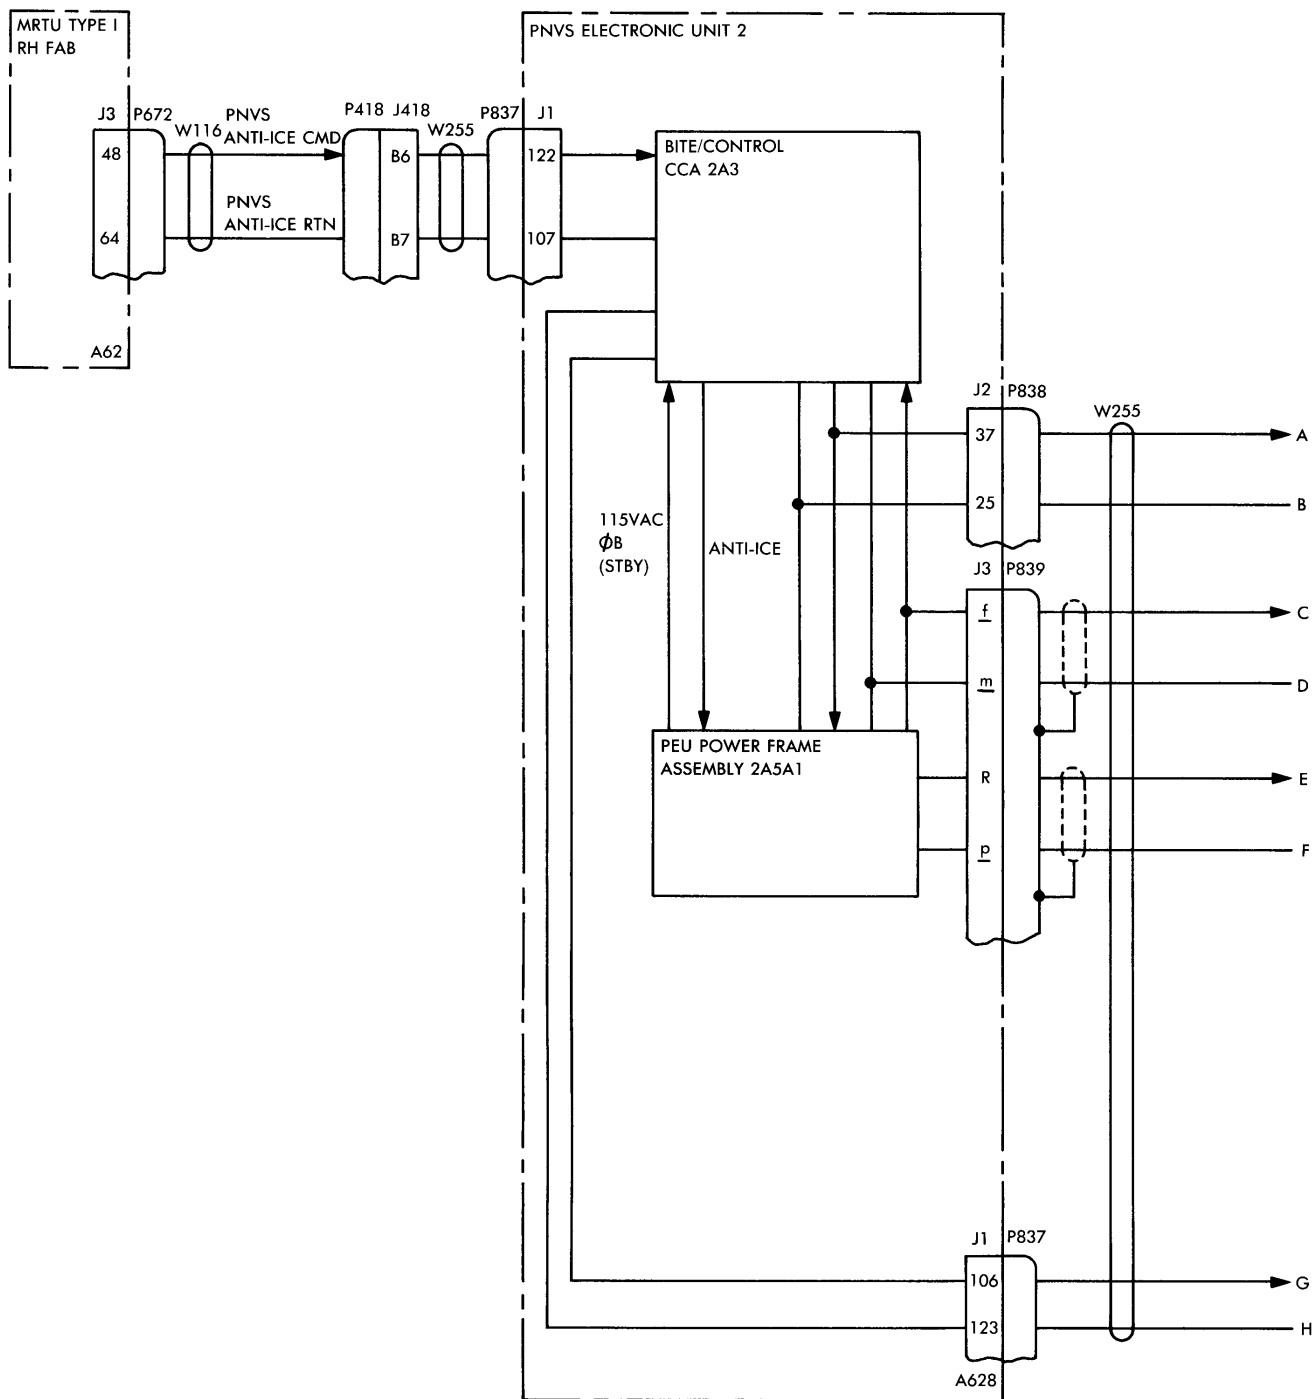 MRTU TYPE I
RH FAB
PNVS ELECTRONIC UNIT 2
J3 P672
W116
PNVS
ANTI-ICE CMD
P418 J418
W255
P837 J1
48
B6
122
BITE/CONTROL
CCA 2A3
PNVS
ANTI-ICE RTN
64
B7
107
A62
J2 P838
W255
37
A
25
B
115VAC
ϕB
(STBY)
ANTI-ICE
J3 P839
f
C
m
D
PEU POWER FRAME
ASSEMBLY 2A5A1
R
E
p
F
J1 P837
106
G
123
H
A628